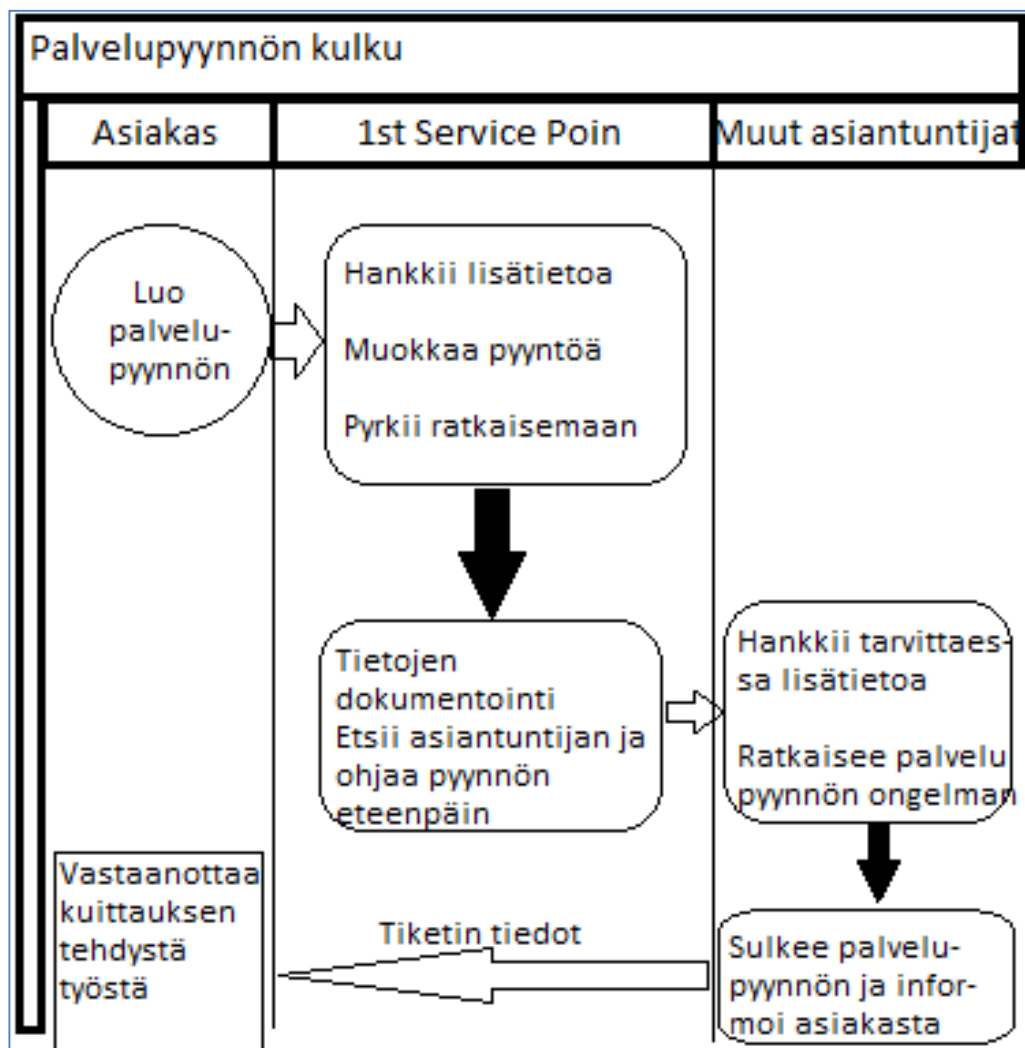 Palvelupyynnön kulku
Asiakas
1st Service Poin
Muut asiantuntijat
Luo
palvelu-
pyynnön
Hankkii lisätietoa
Muokkaa pyyntöä
Pyrkii ratkaisemaan
Tietojen
dokumentointi
Etsii asiantuntijan ja
ohjaa pyynnön
eteenpäin
Hankkii tarvittaes-
sa lisätietoa
Ratkaisee palvelu
pyynnön ongelman
Sulkee palvelu-
pyynnön ja infor-
moi asiakasta
Tiketin tiedot
Vastaanottaa
kuittauksen
tehdystä
työstä